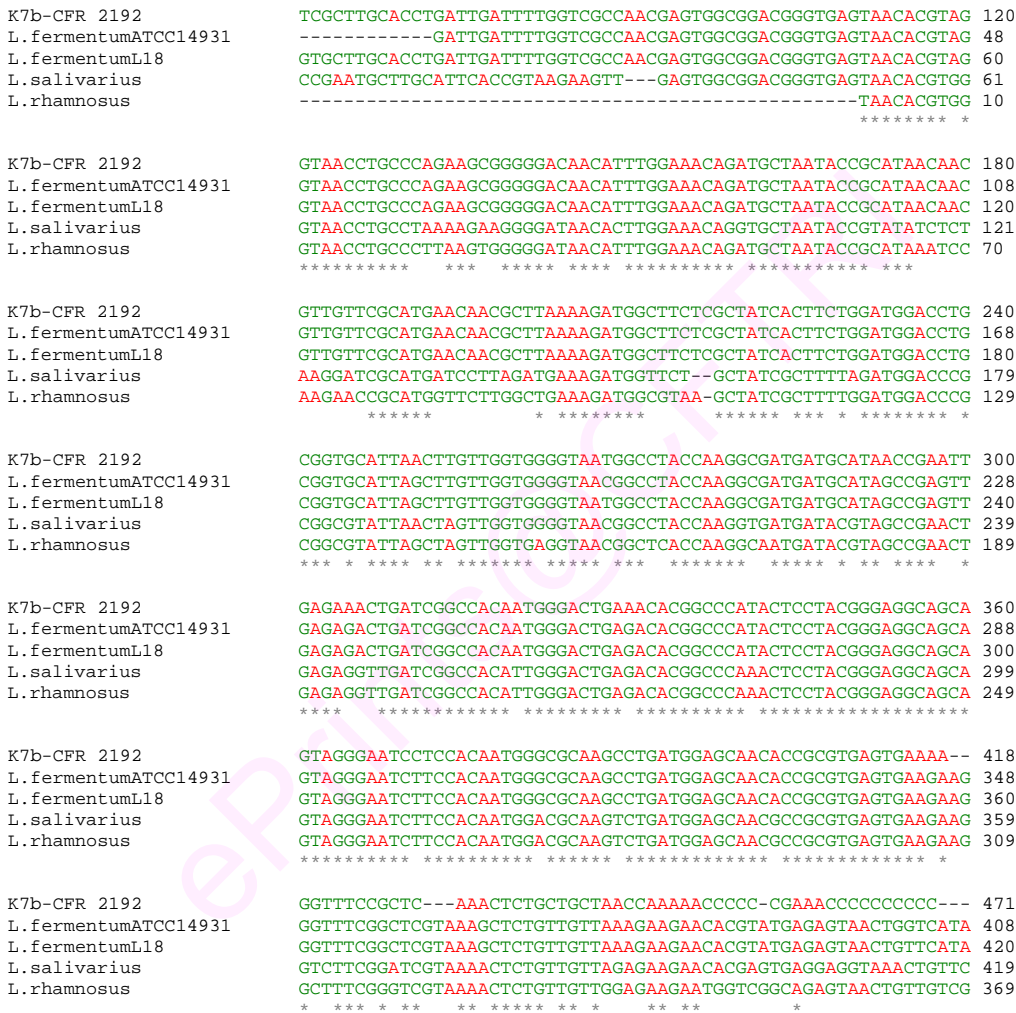 K7b-CFR 2192 TCGCTTGCACCTGATTGATTTTGGTCGCCAACGAGTGGCGGACGGGTGAGTAACACGTAG 120
L.fermentumATCC14931 ------------GATTGATTTTGGTCGCCAACGAGTGGCGGACGGGTGAGTAACACGTAG 48
L.fermentumL18 GTGCTTGCACCTGATTGATTTTGGTCGCCAACGAGTGGCGGACGGGTGAGTAACACGTAG 60
L.salivarius CCGAATGCTTGCATTCACCGTAAGAAGTT---GAGTGGCGGACGGGTGAGTAACACGTGG 61
L.rhamnosus --------------------------------------------------TAACACGTGG 10
******** *
K7b-CFR 2192 GTAACCTGCCCAGAAGCGGGGGACAACATTTGGAAACAGATGCTAATACCGCATAACAAC 180
L.fermentumATCC14931 GTAACCTGCCCAGAAGCGGGGGACAACATTTGGAAACAGATGCTAATACCGCATAACAAC 108
L.fermentumL18 GTAACCTGCCCAGAAGCGGGGGACAACATTTGGAAACAGATGCTAATACCGCATAACAAC 120
L.salivarius GTAACCTGCCTAAAAGAAGGGGATAACACTTGGAAACAGGTGCTAATACCGTATATCTCT 121
L.rhamnosus GTAACCTGCCCTTAAGTGGGGGATAACATTTGGAAACAGATGCTAATACCGCATAAATCC 70
********** *** ***** **** ********** *********** ***
K7b-CFR 2192 GTTGTTCGCATGAACAACGCTTAAAAGATGGCTTCTCGCTATCACTTCTGGATGGACCTG 240
L.fermentumATCC14931 GTTGTTCGCATGAACAACGCTTAAAAGATGGCTTCTCGCTATCACTTCTGGATGGACCTG 168
L.fermentumL18 GTTGTTCGCATGAACAACGCTTAAAAGATGGCTTCTCGCTATCACTTCTGGATGGACCTG 180
L.salivarius AAGGATCGCATGATCCTTAGATGAAAGATGGTTCT--GCTATCGCTTTTAGATGGACCCG 179
L.rhamnosus AAGAACCGCATGGTTCTTGGCTGAAAGATGGCGTAA-GCTATCGCTTTTGGATGGACCCG 129
****** * ******** ****** *** * ******** *
K7b-CFR 2192 CGGTGCATTAACTTGTTGGTGGGGTAATGGCCTACCAAGGCGATGATGCATAACCGAATT 300
L.fermentumATCC14931 CGGTGCATTAGCTTGTTGGTGGGGTAACGGCCTACCAAGGCGATGATGCATAGCCGAGTT 228
L.fermentumL18 CGGTGCATTAGCTTGTTGGTGGGGTAATGGCCTACCAAGGCGATGATGCATAGCCGAGTT 240
L.salivarius CGGCGTATTAACTAGTTGGTGGGGTAACGGCCTACCAAGGTGATGATACGTAGCCGAACT 239
L.rhamnosus CGGCGTATTAGCTAGTTGGTGAGGTAACGGCTCACCAAGGCAATGATACGTAGCCGAACT 189
*** * **** ** ******* ***** *** ******* ***** * ** **** *
K7b-CFR 2192 GAGAAACTGATCGGCCACAATGGGACTGAAACACGGCCCATACTCCTACGGGAGGCAGCA 360
L.fermentumATCC14931 GAGAGACTGATCGGCCACAATGGGACTGAGACACGGCCCATACTCCTACGGGAGGCAGCA 288
L.fermentumL18 GAGAGACTGATCGGCCACAATGGGACTGAGACACGGCCCATACTCCTACGGGAGGCAGCA 300
L.salivarius GAGAGGTTGATCGGCCACATTGGGACTGAGACACGGCCCAAACTCCTACGGGAGGCAGCA 299
L.rhamnosus GAGAGGTTGATCGGCCACATTGGGACTGAGACACGGCCCAAACTCCTACGGGAGGCAGCA 249
**** ************ ********* ********** *******************
K7b-CFR 2192 GTAGGGAATCCTCCACAATGGGCGCAAGCCTGATGGAGCAACACCGCGTGAGTGAAAA-- 418
L.fermentumATCC14931 GTAGGGAATCTTCCACAATGGGCGCAAGCCTGATGGAGCAACACCGCGTGAGTGAAGAAG 348
L.fermentumL18 GTAGGGAATCTTCCACAATGGGCGCAAGCCTGATGGAGCAACACCGCGTGAGTGAAGAAG 360
L.salivarius GTAGGGAATCTTCCACAATGGACGCAAGTCTGATGGAGCAACGCCGCGTGAGTGAAGAAG 359
L.rhamnosus GTAGGGAATCTTCCACAATGGACGCAAGTCTGATGGAGCAACGCCGCGTGAGTGAAGAAG 309
********** ********** ****** ************* ************* *
K7b-CFR 2192 GGTTTCCGCTC---AAACTCTGCTGCTAACCAAAAACCCCC-CGAAACCCCCCCCCC--- 471
L.fermentumATCC14931 GGTTTCGGCTCGTAAAGCTCTGTTGTTAAAGAAGAACACGTATGAGAGTAACTGGTCATA 408
L.fermentumL18 GGTTTCGGCTCGTAAAGCTCTGTTGTTAAAGAAGAACACGTATGAGAGTAACTGTTCATA 420
L.salivarius GTCTTCGGATCGTAAAACTCTGTTGTTAGAGAAGAACACGAGTGAGGAGGTAAACTGTTC 419
L.rhamnosus GCTTTCGGGTCGTAAAACTCTGTTGTTGGAGAAGAATGGTCGGCAGAGTAACTGTTGTCG 369
* *** * ** ** ***** ** * ** ** *
ePrints@CFTRI